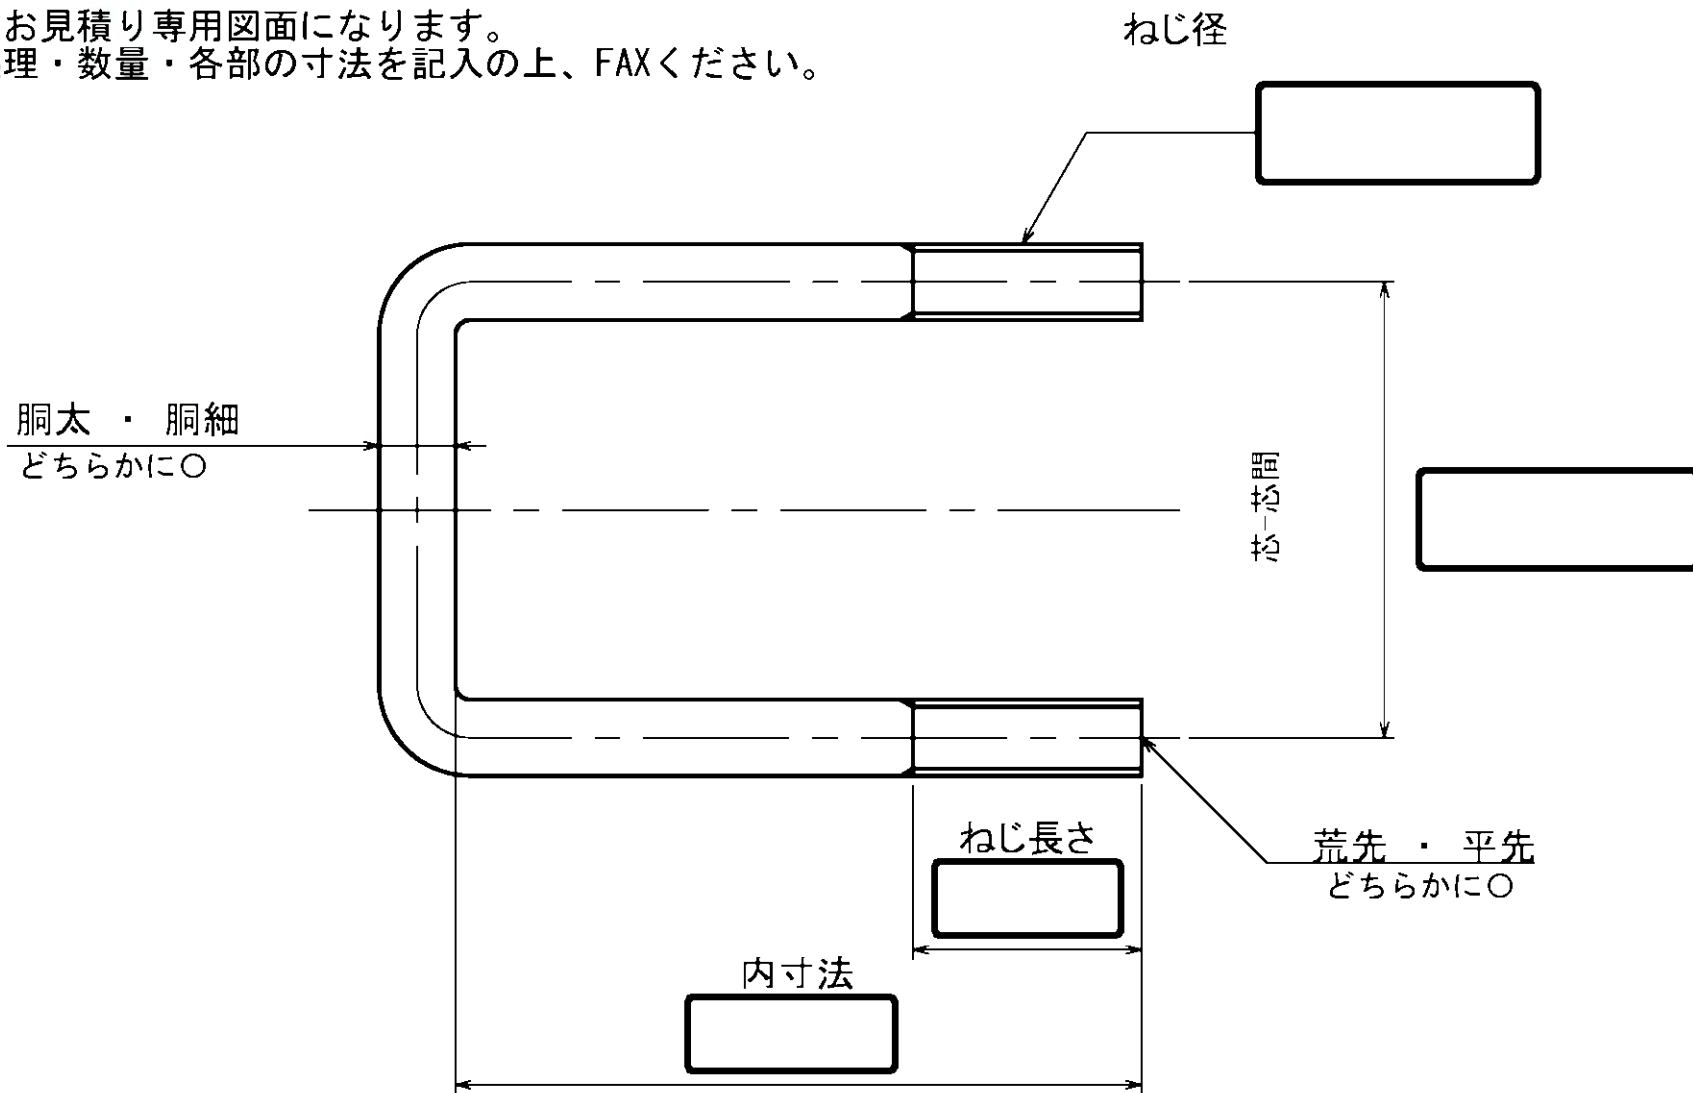 お見積り専用図面になります。
理・数量・各部の寸法を記入の上、FAXください。
ねじ径
胴太 ・ 胴細
どちらかに○
芯-芯間
ねじ長さ
荒先 ・ 平先
どちらかに○
内寸法